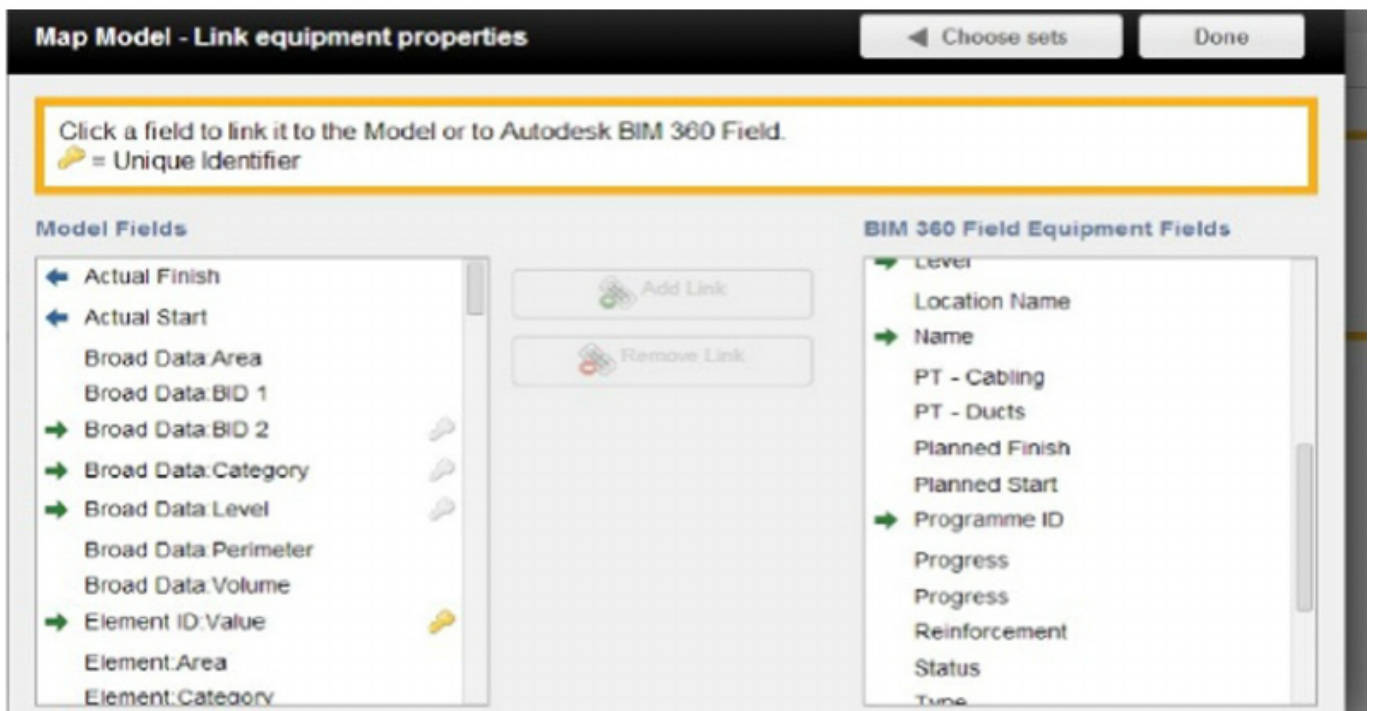 Map Model - Link equipment properties
Choose sets
Done
Click a field to link it to the Model or to Autodesk BIM 360 Field.
= Unique Identifier
Model Fields
Actual Finish
Actual Start
Broad Data:Area
Broad Data:BID 1
Broad Data:BID 2
Broad Data:Category
Broad Data:Level
Broad Data:Perimeter
Broad Data:Volume
Element ID:Value
Element:Area
Element:Category
Add Link
Remove Link
BIM 360 Field Equipment Fields
Level
Location Name
Name
PT - Cabling
PT - Ducts
Planned Finish
Planned Start
Programme ID
Progress
Progress
Reinforcement
Status
Type